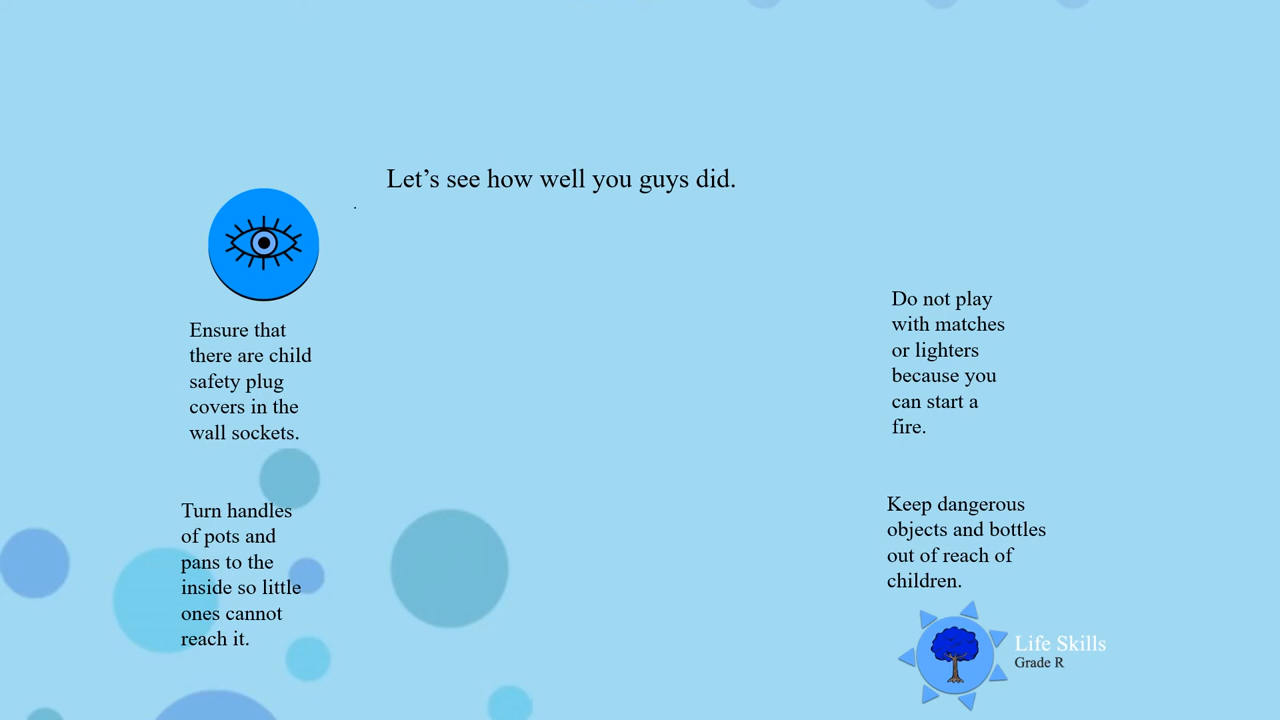 Let’s see how well you guys did.
.
Ensure that
there are child
safety plug
covers in the
wall sockets.
Do not play
with matches
or lighters
because you
can start a
fire.
Turn handles
of pots and
pans to the
inside so little
ones cannot
reach it.
Keep dangerous
objects and bottles
out of reach of
children.
Life Skills
Grade R